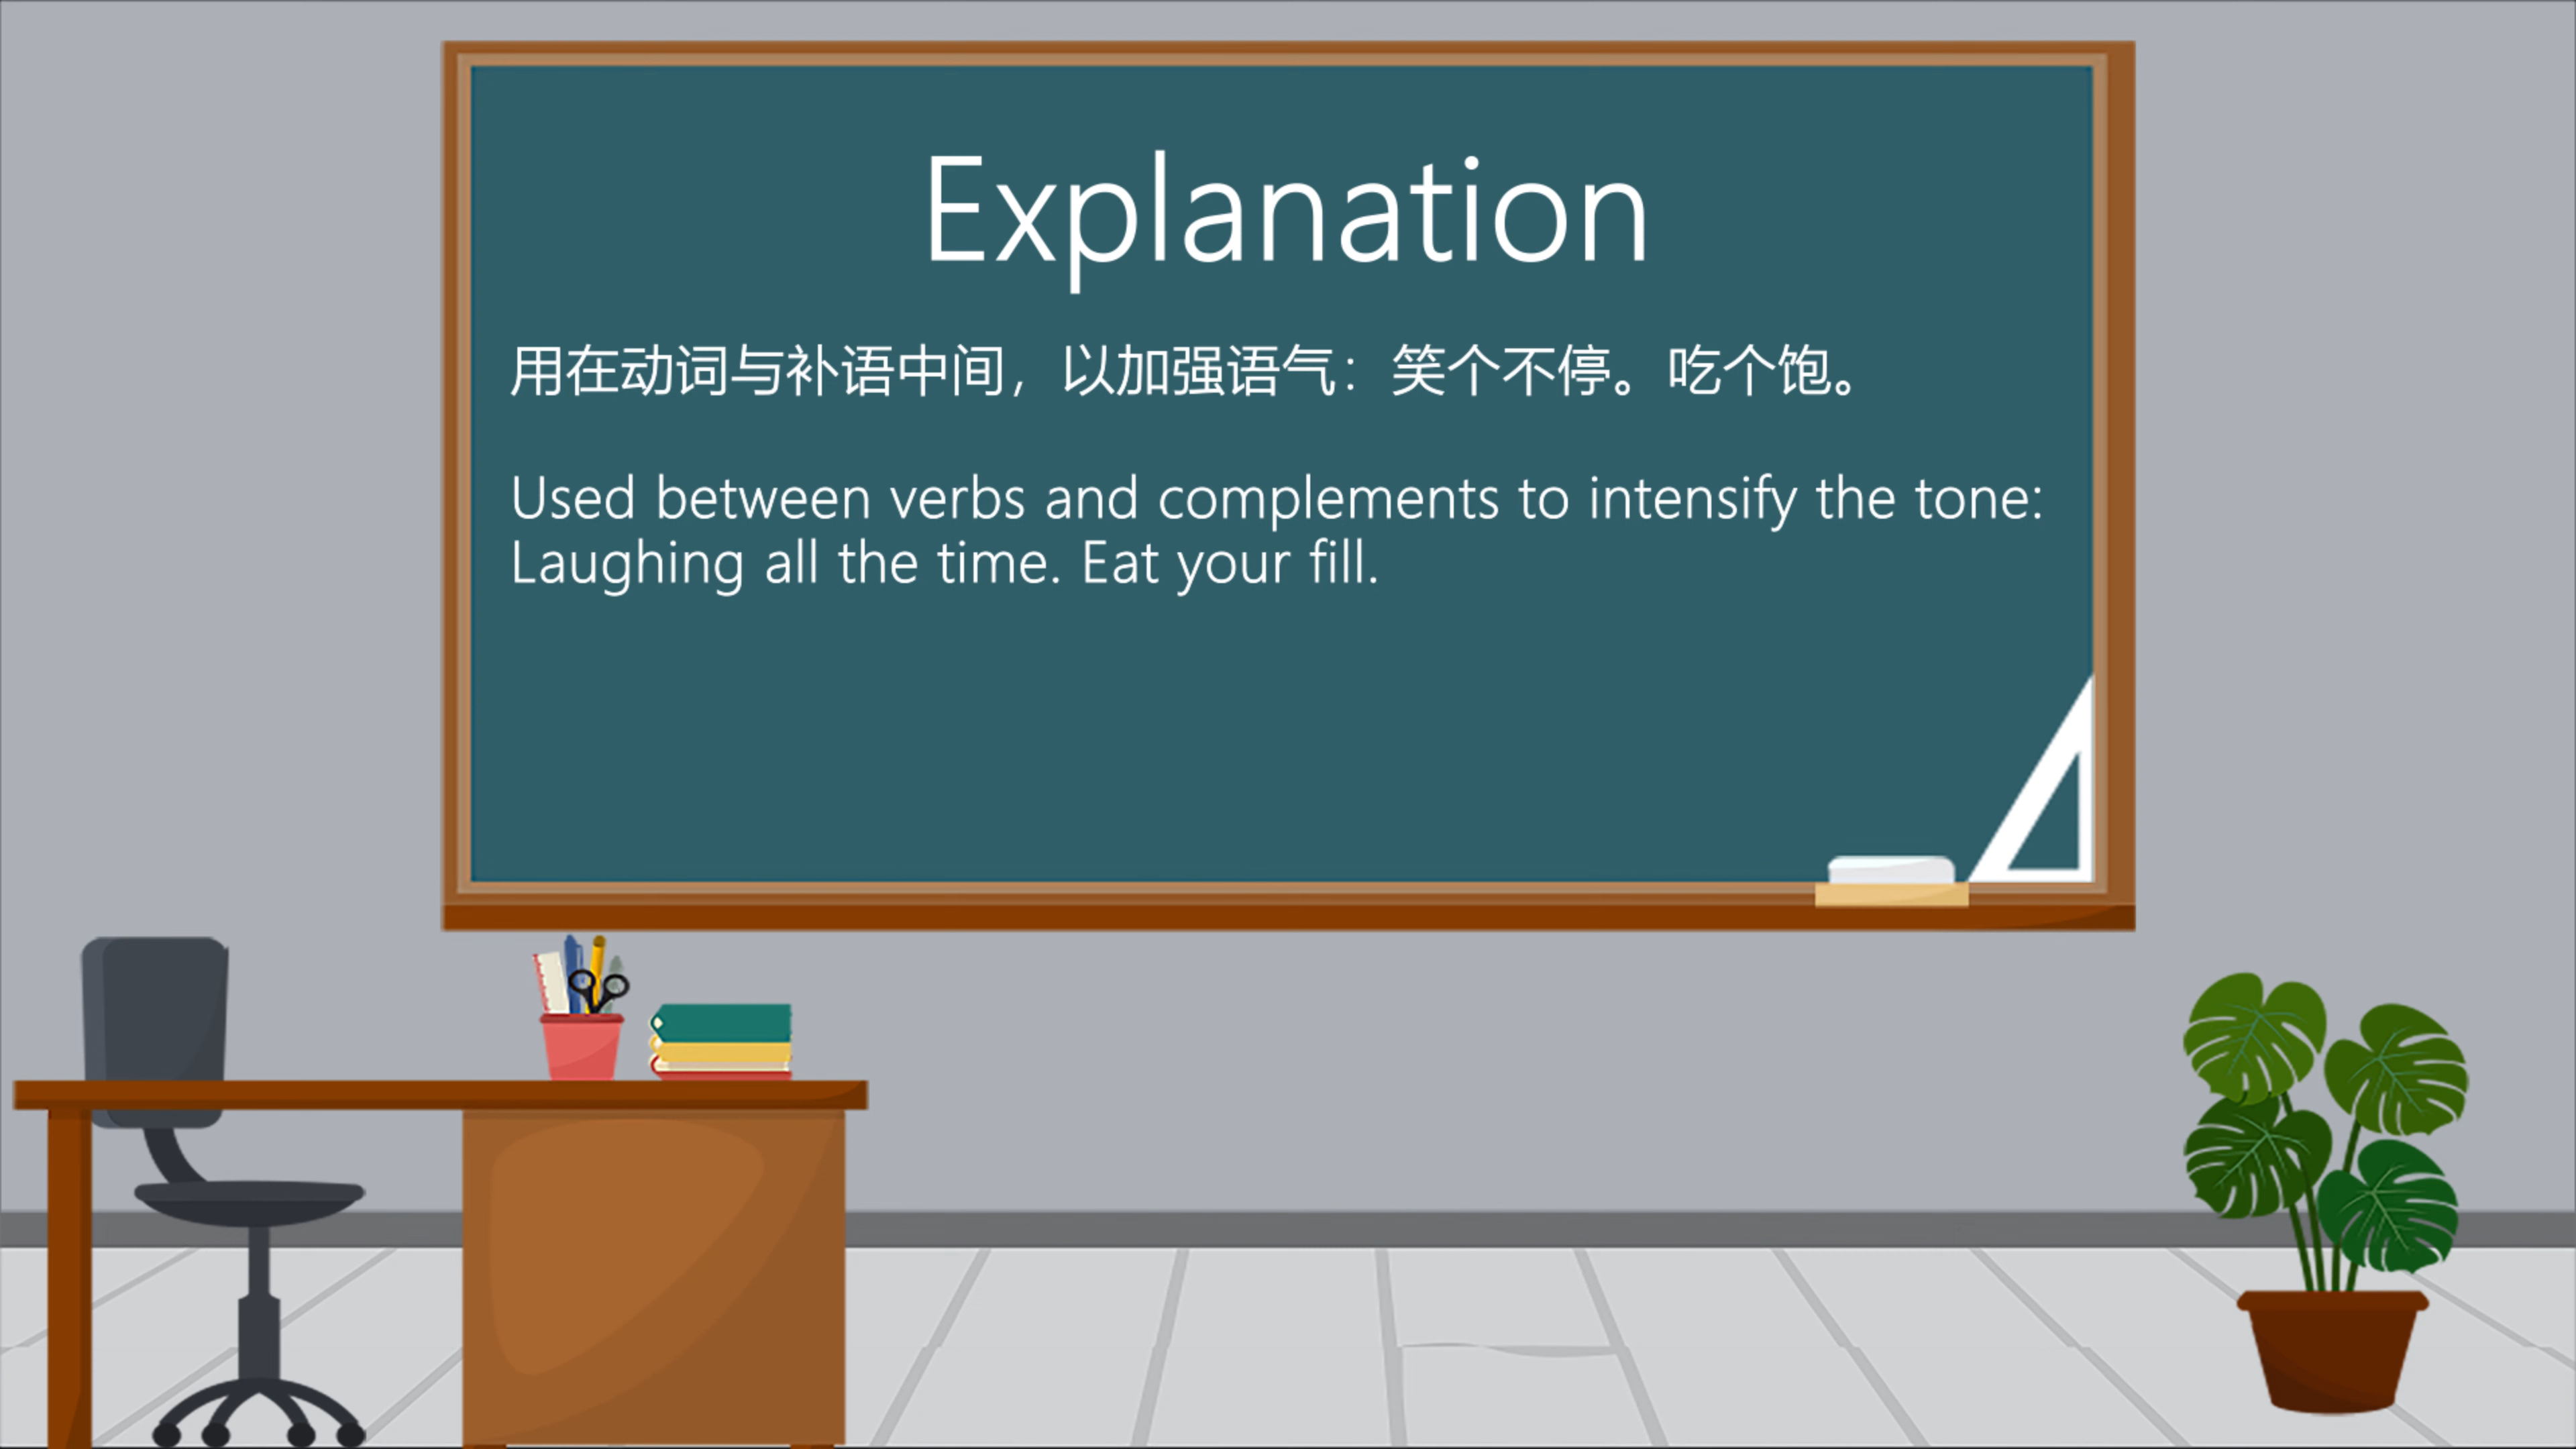 Explanation
用在动词与补语中间，以加强语气：笑个不停。吃个饱。
Used between verbs and complements to intensify the tone:
Laughing all the time. Eat your fill.